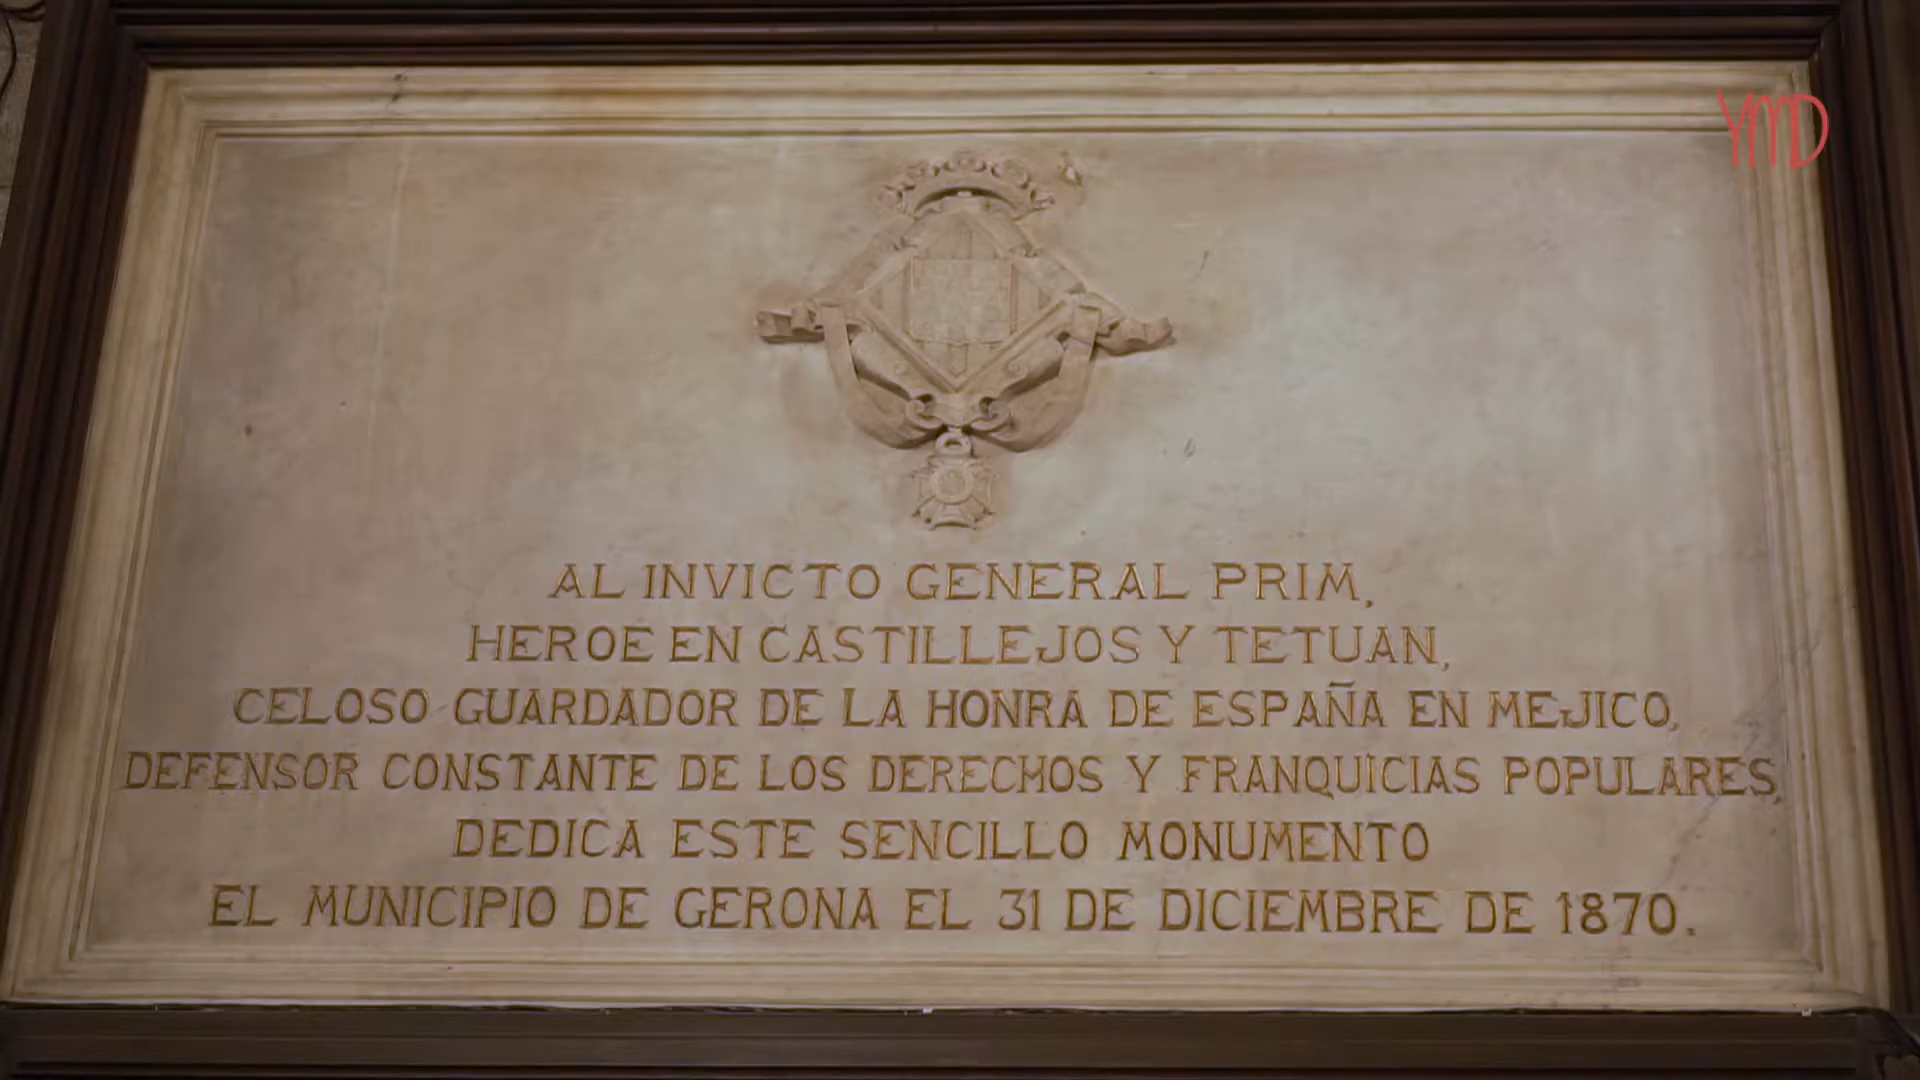 YMD
AL INVICTO GENERAL PRIM,
HEROE EN CASTILLEJOS Y TETUAN,
CELOSO GUARDADOR DE LA HONRA DE ESPAÑA EN MEJICO,
DEFENSOR CONSTANTE DE LOS DERECHOS Y FRANQUICIAS POPULARES,
DEDICA ESTE SENCILLO MONUMENTO
EL MUNICIPIO DE GERONA EL 31 DE DICIEMBRE DE 1870.